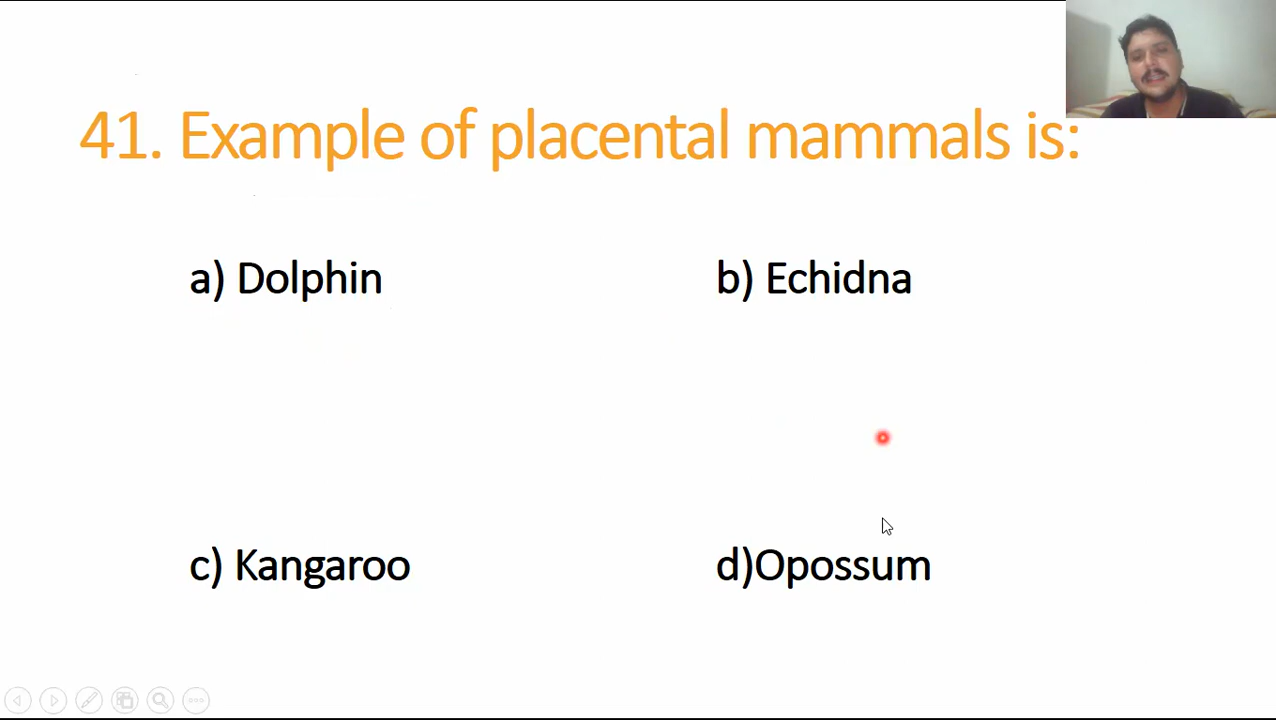 41. Example of placental mammals is:
a) Dolphin
b) Echidna
c) Kangaroo
d)Opossum